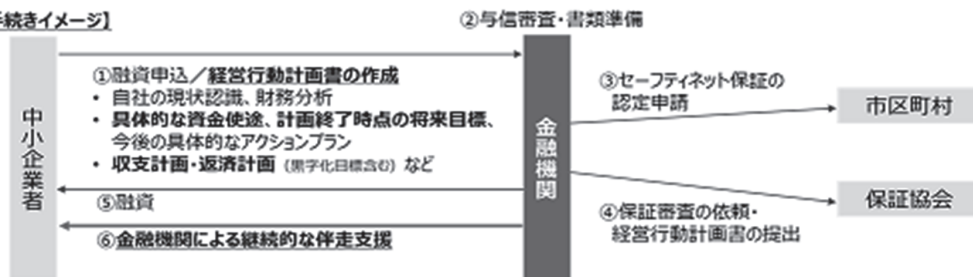 手続きイメージ】
②与信審査・書類準備
中小企業者
①融資申込／経営行動計画書の作成
• 自社の現状認識、財務分析
• 具体的な資金使途、計画終了時点の将来目標、
今後の具体的なアクションプラン
• 収支計画・返済計画（黒字化目標含む）など
⑤融資
⑥金融機関による継続的な伴走支援
金融機関
③セーフティネット保証の
認定申請
市区町村
保証協会
④保証審査の依頼・
経営行動計画書の提出